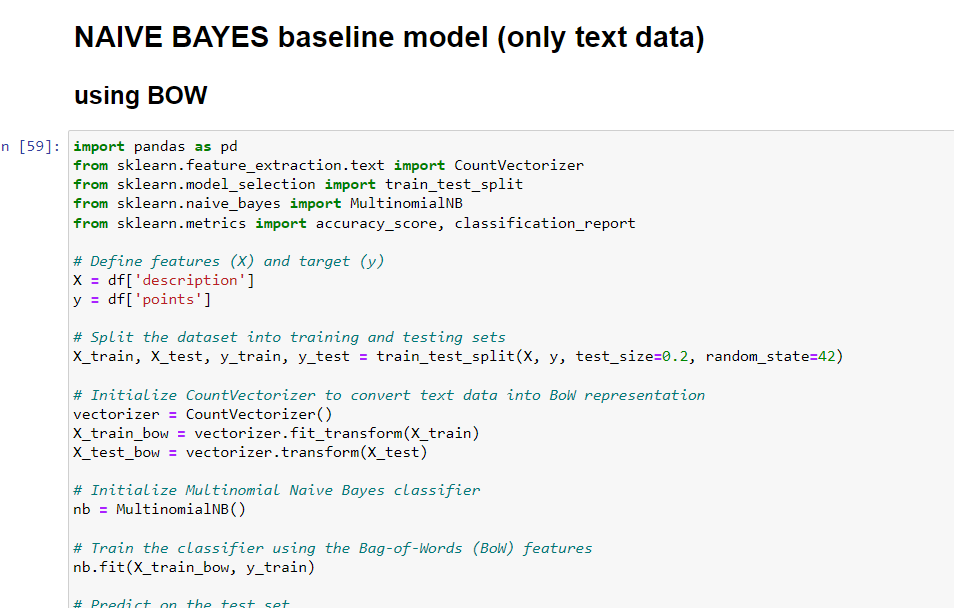 NAIVE BAYES baseline model (only text data)
using BOW
n [59]: import pandas as pd
from sklearn.feature_extraction.text import CountVectorizer
from sklearn.model_selection import train_test_split
from sklearn.naive_bayes import MultinomialNB
from sklearn.metrics import accuracy_score, classification_report
# Define features (X) and target (y)
X = df['description']
y = df['points']
# Split the dataset into training and testing sets
X_train, X_test, y_train, y_test = train_test_split(X, y, test_size=0.2, random_state=42)
# Initialize CountVectorizer to convert text data into BoW representation
vectorizer = CountVectorizer()
X_train_bow = vectorizer.fit_transform(X_train)
X_test_bow = vectorizer.transform(X_test)
# Initialize Multinomial Naive Bayes classifier
nb = MultinomialNB()
# Train the classifier using the Bag-of-Words (BoW) features
nb.fit(X_train_bow, y_train)
# Predict on the test set